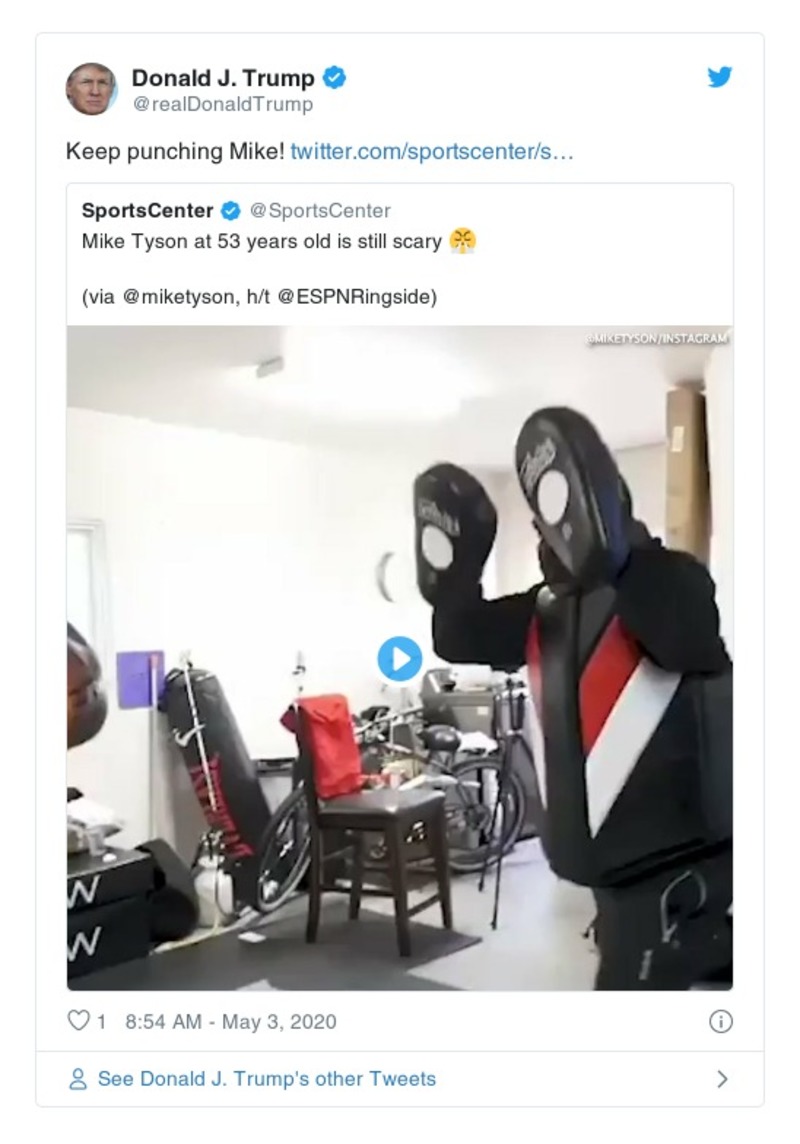 Donald J. Trump
@realDonaldTrump
Keep punching Mike! twitter.com/sportscenter/s…
SportsCenter @SportsCenter
Mike Tyson at 53 years old is still scary 😤
(via @miketyson, h/t @ESPNRingside)
@MIKETYSON/INSTAGRAM
W
W
1 8:54 AM - May 3, 2020
See Donald J. Trump's other Tweets